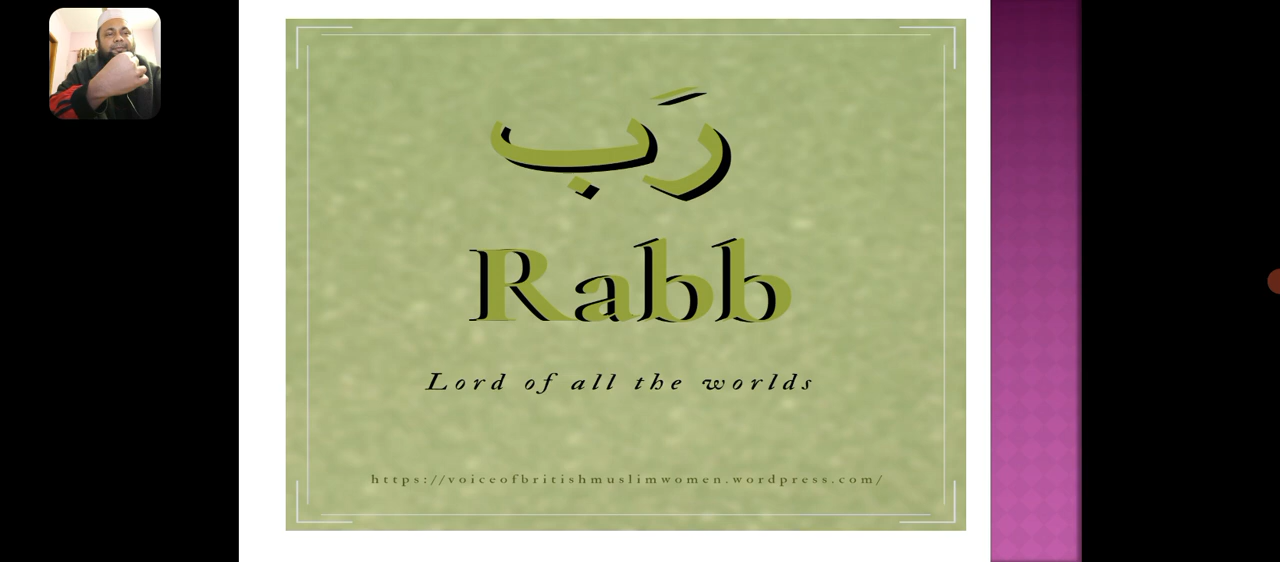 رَب
Rabb
Lord of all the worlds
https://voiceofbritishmuslimwomen.wordpress.com/